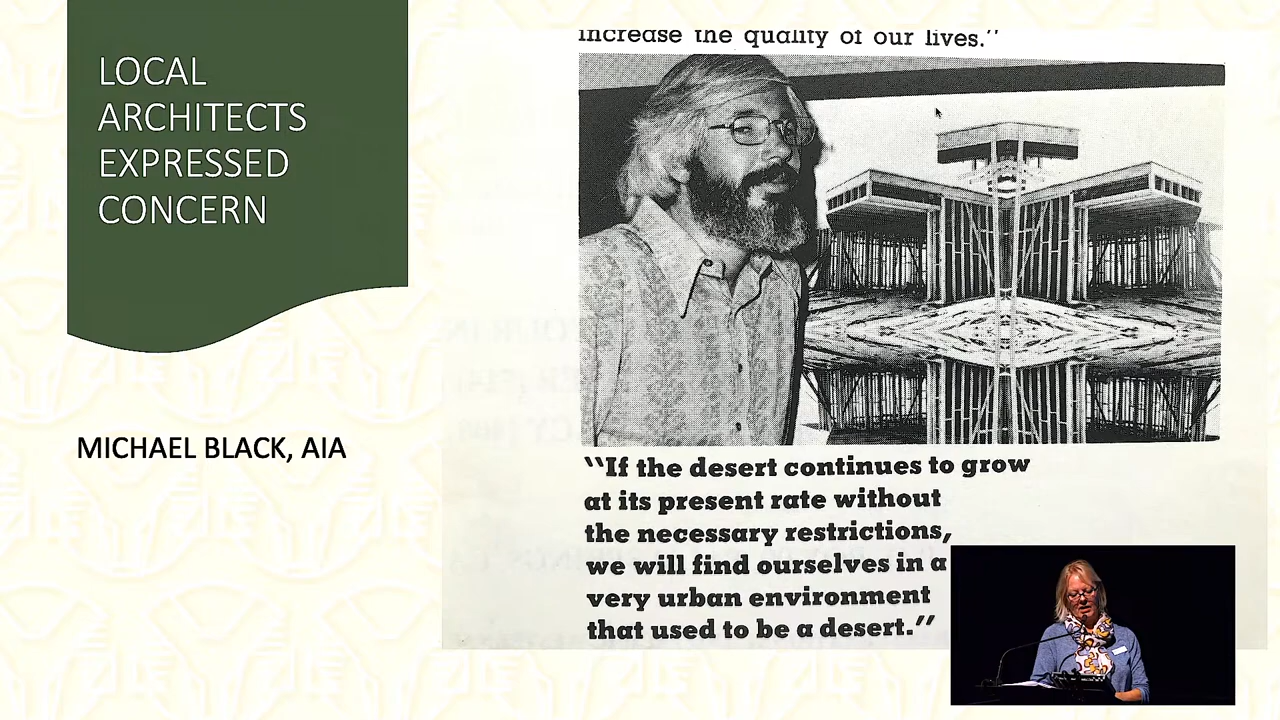 LOCAL
ARCHITECTS
EXPRESSED
CONCERN
MICHAEL BLACK, AIA
increase the quality of our lives.”
“If the desert continues to grow
at its present rate without
the necessary restrictions,
we will find ourselves in a
very urban environment
that used to be a desert.”